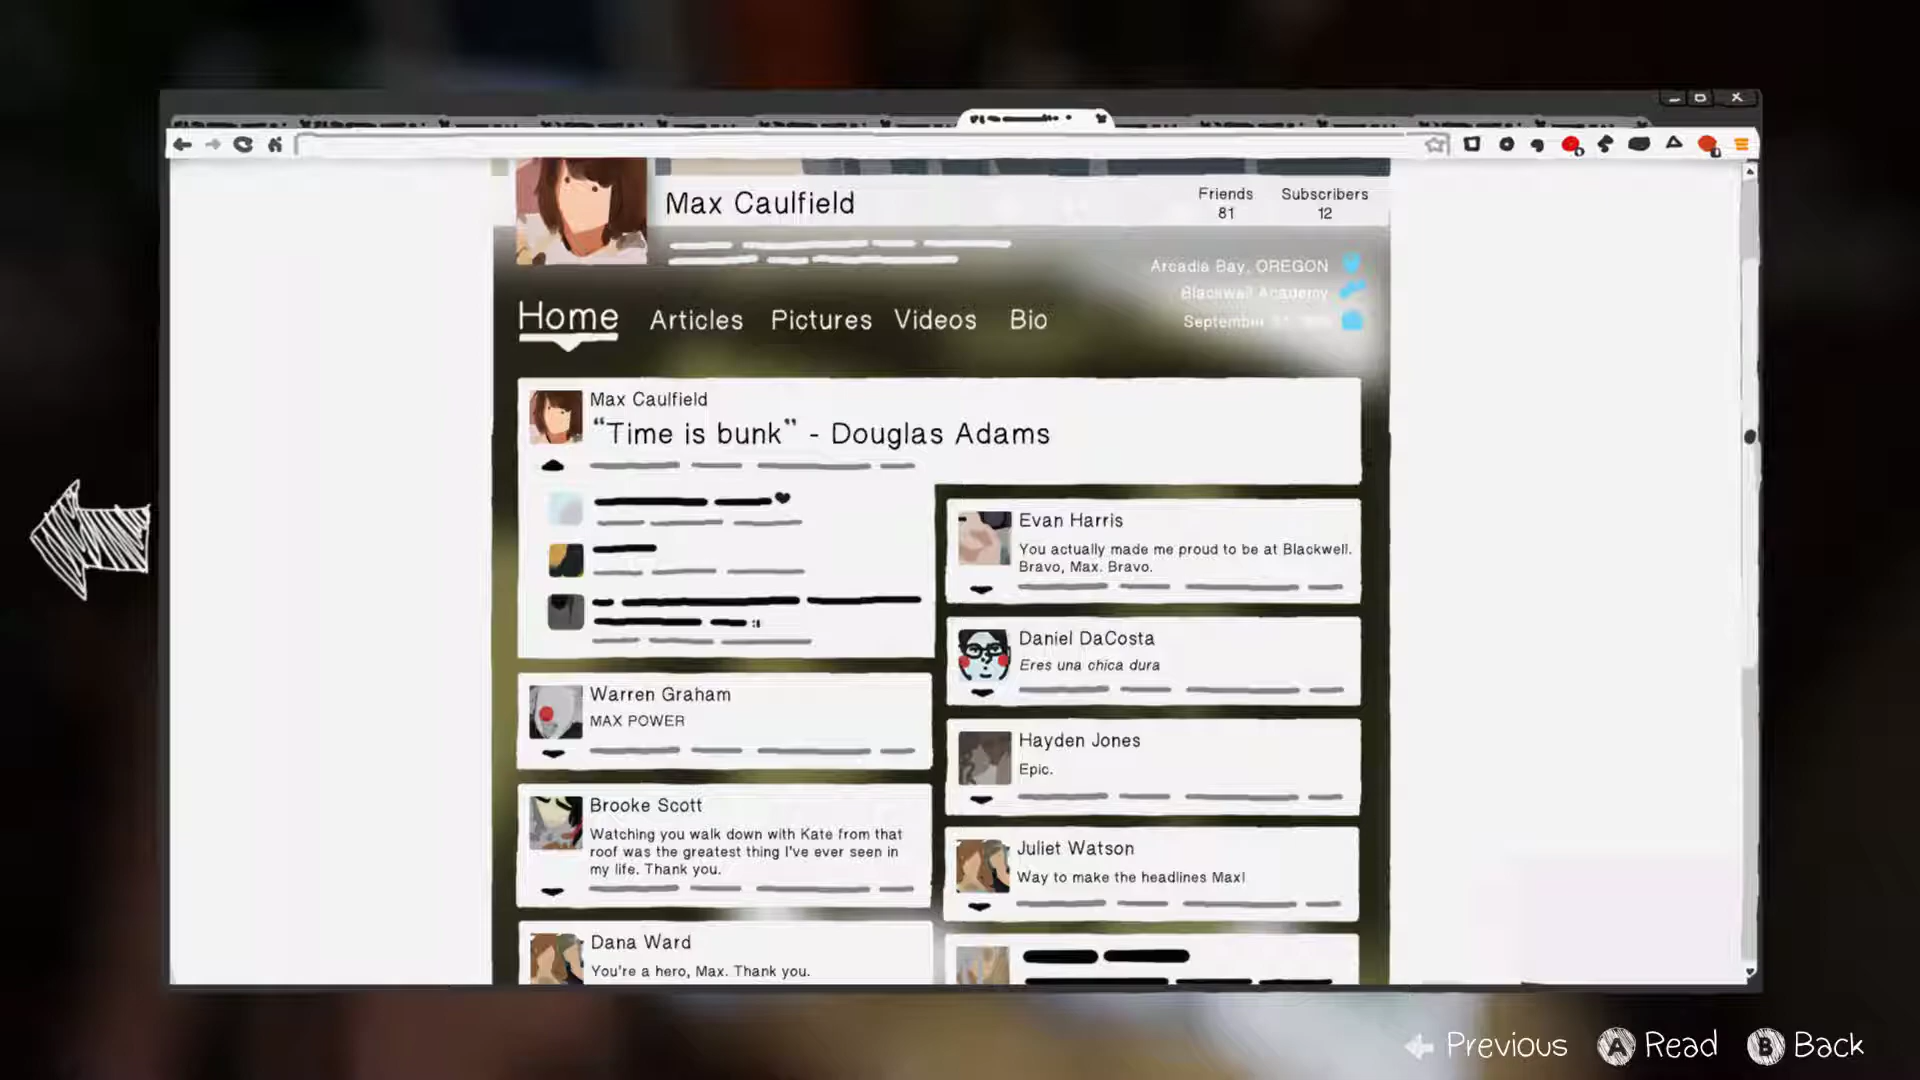 Max Caulfield
Friends
81
Subscribers
12
Arcadia Bay, OREGON
Blackwell Academy
September
Home
Articles
Pictures
Videos
Bio
Max Caulfield
“Time is bunk” - Douglas Adams
Warren Graham
MAX POWER
Brooke Scott
Watching you walk down with Kate from that
roof was the greatest thing I've ever seen in
my life. Thank you.
Dana Ward
You're a hero, Max. Thank you.
Evan Harris
You actually made me proud to be at Blackwell.
Bravo, Max. Bravo.
Daniel DaCosta
Eres una chica dura
Hayden Jones
Epic.
Juliet Watson
Way to make the headlines Max!
Previous
A Read
B Back